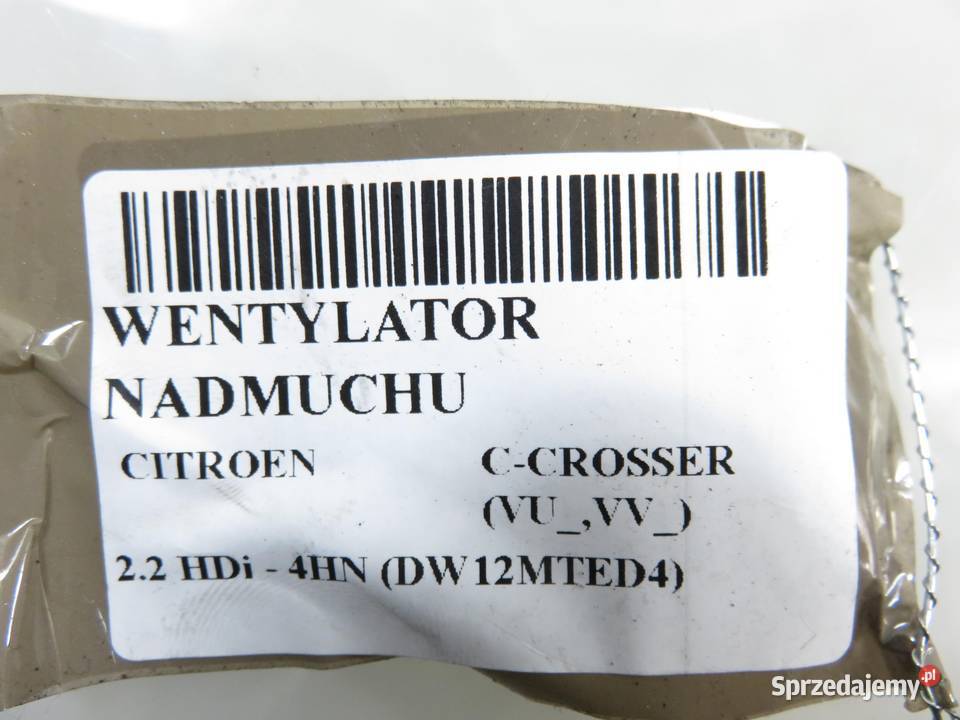 WENTYLATOR
NADMUCHU
CITROEN C-CROSSER
(VU_,VV_)
2.2 HDi - 4HN (DW12MTED4)
Sprzedajemy.pl